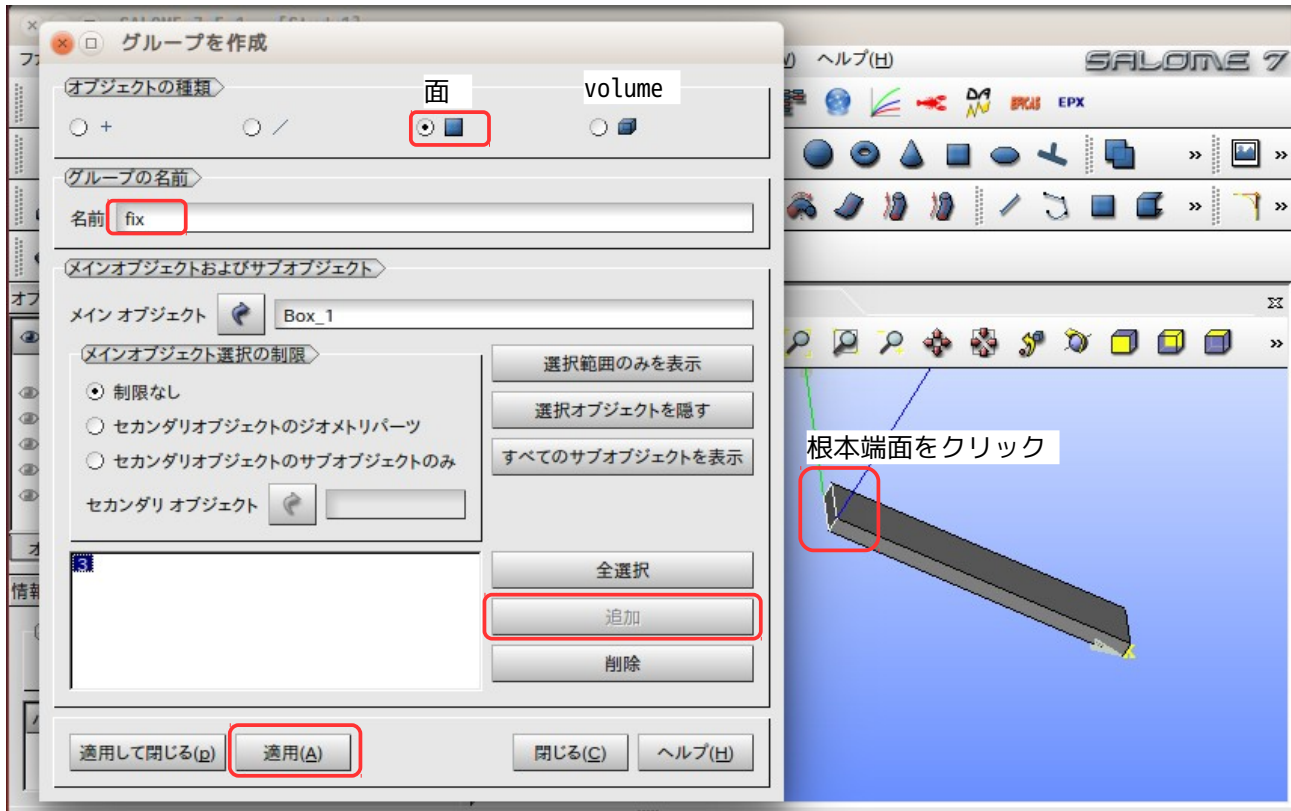 グループを作成
ヘルプ(H)
SALOME 7
オブジェクトの種類
面
volume
EPX
グループの名前
名前 fix
メインオブジェクトおよびサブオブジェクト
メイン オブジェクト Box_1
メインオブジェクト選択の制限
制限なし
セカンダリオブジェクトのジオメトリパーツ
セカンダリオブジェクトのサブオブジェクトのみ
セカンダリ オブジェクト
選択範囲のみを表示
選択オブジェクトを隠す
すべてのサブオブジェクトを表示
3
全選択
追加
削除
適用して閉じる(p)
適用(A)
閉じる(C)
ヘルプ(H)
根本端面をクリック